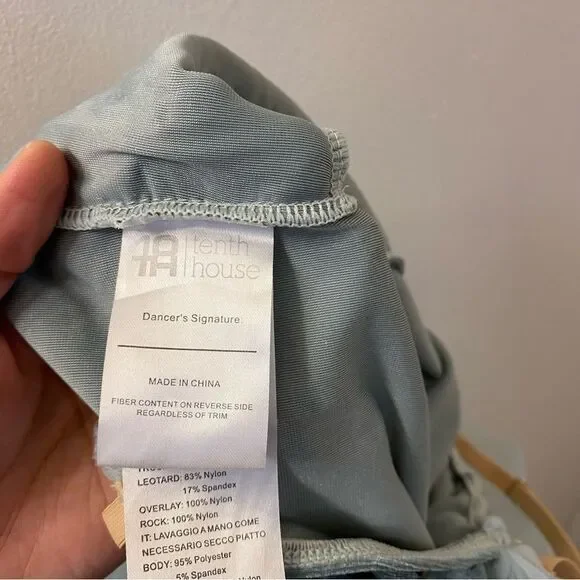 tenth
house
Dancer's Signature
MADE IN CHINA
FIBER CONTENT ON REVERSE SIDE
REGARDLESS OF TRIM
LEOTARD: 83% Nylon
17% Spandex
OVERLAY: 100% Nylon
ROCK: 100% Nylon
IT: LAVAGGIO A MANO COME
NECESSARIO SECCO PIATTO
BODY: 95% Polyester
5% Spandex